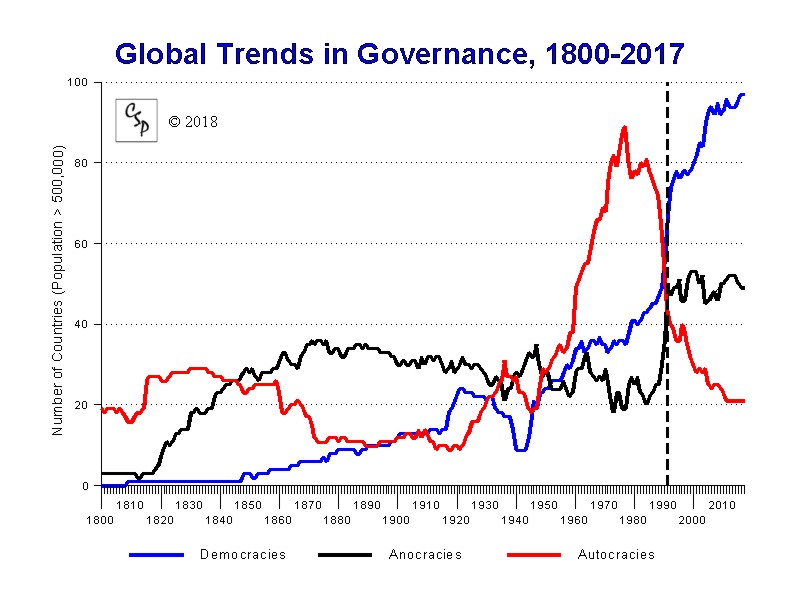 Global Trends in Governance, 1800-2017
CSP
© 2018
Number of Countries (Population > 500,000)
100
80
60
40
20
0
1810 1830 1850 1870 1890 1910 1930 1950 1970 1990 2010
1800 1820 1840 1860 1880 1900 1920 1940 1960 1980 2000
Democracies Anocracies Autocracies